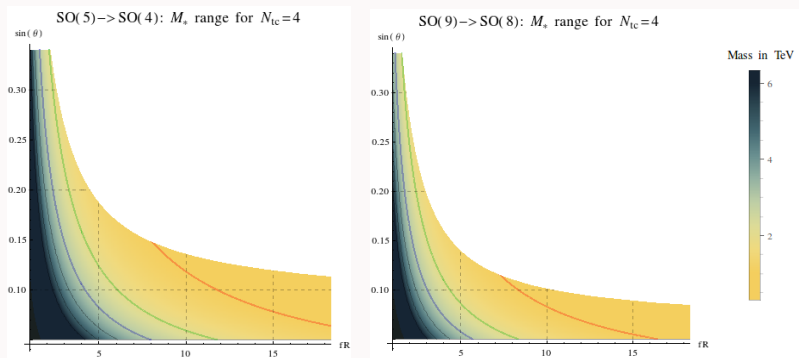 SO(5)−>SO(4): M* range for Ntc=4
sin(θ)
0.30
0.25
0.20
0.15
0.10
5
10
15
fR
SO(9)−>SO(8): M* range for Ntc=4
sin(θ)
0.30
0.25
0.20
0.15
0.10
5
10
15
fR
Mass in TeV
6
4
2